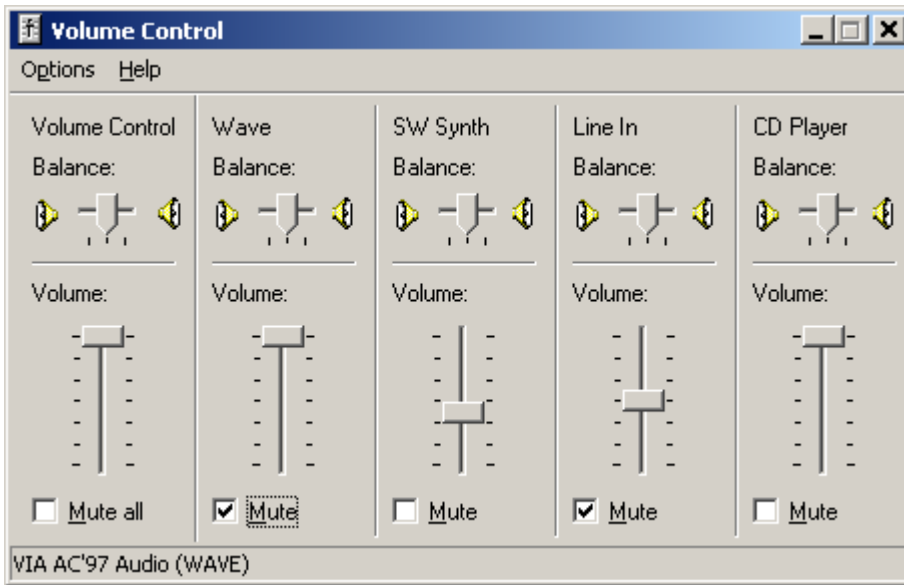 Volume Control
Options Help
Volume Control
Balance:
Volume:
Mute all
Wave
Balance:
Volume:
Mute
SW Synth
Balance:
Volume:
Mute
Line In
Balance:
Volume:
Mute
CD Player
Balance:
Volume:
Mute
VIA AC'97 Audio (WAVE)